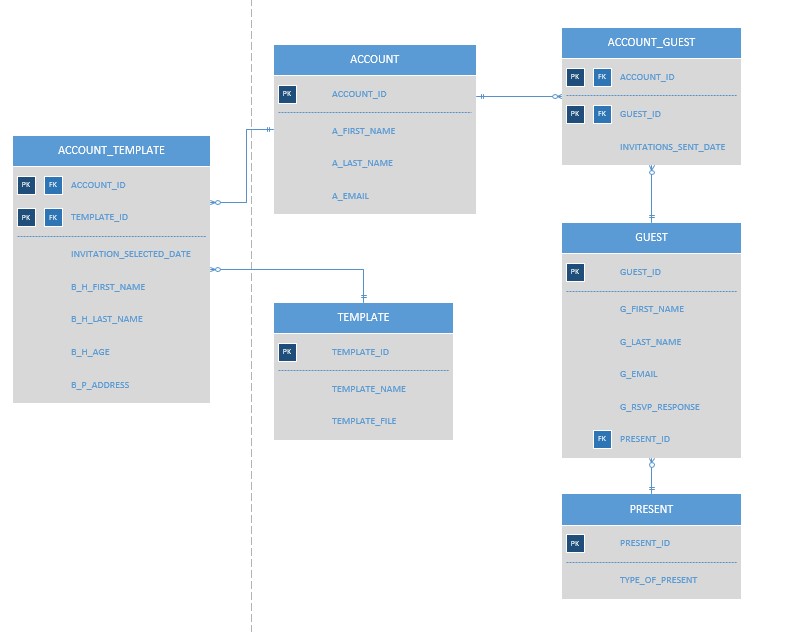 ACCOUNT_TEMPLATE
PK FK ACCOUNT_ID
PK FK TEMPLATE_ID
INVITATION_SELECTED_DATE
B_H_FIRST_NAME
B_H_LAST_NAME
B_H_AGE
B_P_ADDRESS
ACCOUNT
PK ACCOUNT_ID
A_FIRST_NAME
A_LAST_NAME
A_EMAIL
TEMPLATE
PK TEMPLATE_ID
TEMPLATE_NAME
TEMPLATE_FILE
ACCOUNT_GUEST
PK FK ACCOUNT_ID
PK FK GUEST_ID
INVITATIONS_SENT_DATE
GUEST
PK GUEST_ID
G_FIRST_NAME
G_LAST_NAME
G_EMAIL
G_RSVP_RESPONSE
FK PRESENT_ID
PRESENT
PK PRESENT_ID
TYPE_OF_PRESENT